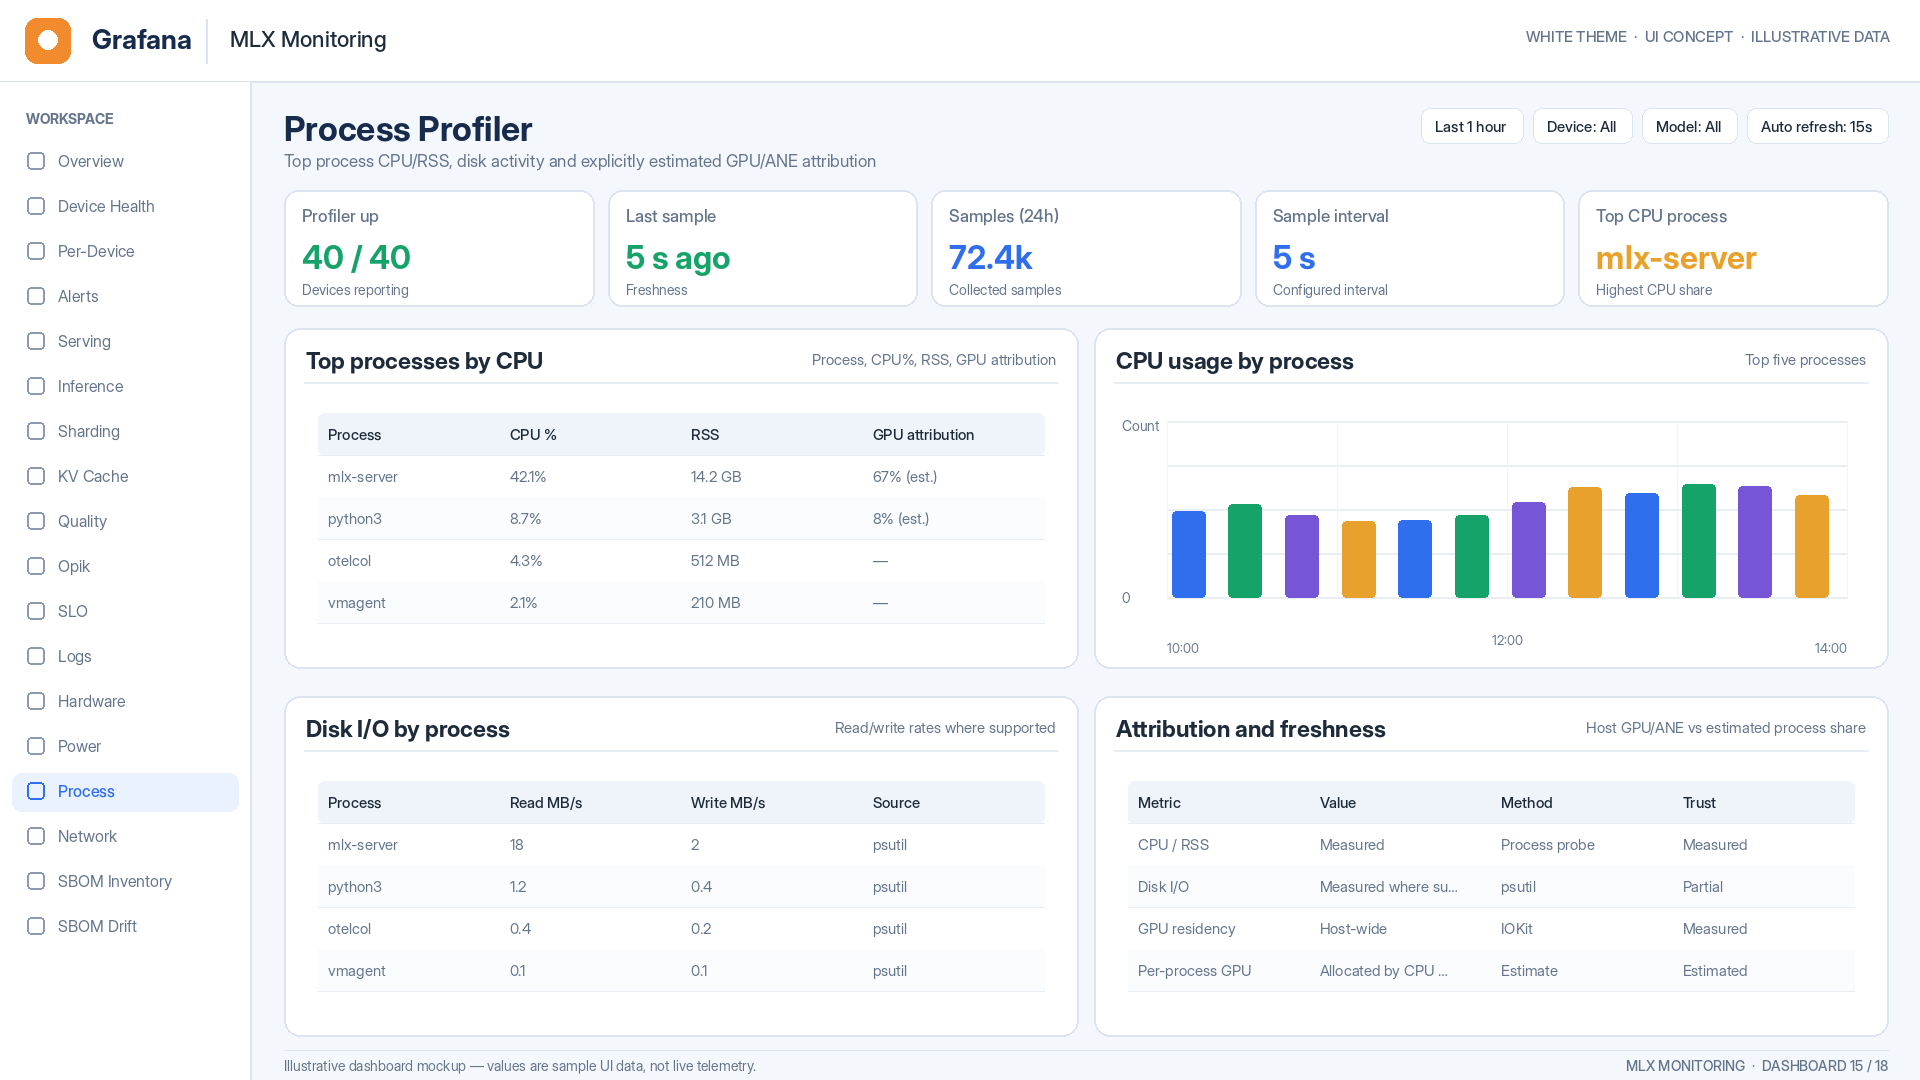 Grafana
MLX Monitoring
WHITE THEME · UI CONCEPT · ILLUSTRATIVE DATA
WORKSPACE
Overview
Device Health
Per-Device
Alerts
Serving
Inference
Sharding
KV Cache
Quality
Opik
SLO
Logs
Hardware
Power
Process
Network
SBOM Inventory
SBOM Drift
Process Profiler
Top process CPU/RSS, disk activity and explicitly estimated GPU/ANE attribution
Last 1 hour
Device: All
Model: All
Auto refresh: 15s
Profiler up
40 / 40
Devices reporting
Last sample
5 s ago
Freshness
Samples (24h)
72.4k
Collected samples
Sample interval
5 s
Configured interval
Top CPU process
mlx-server
Highest CPU share
Top processes by CPU
Process, CPU%, RSS, GPU attribution
Process CPU % RSS GPU attribution
mlx-server 42.1% 14.2 GB 67% (est.)
python3 8.7% 3.1 GB 8% (est.)
otelcol 4.3% 512 MB —
vmagent 2.1% 210 MB —
CPU usage by process
Top five processes
Count
0
10:00
12:00
14:00
Disk I/O by process
Read/write rates where supported
Process Read MB/s Write MB/s Source
mlx-server 18 2 psutil
python3 1.2 0.4 psutil
otelcol 0.4 0.2 psutil
vmagent 0.1 0.1 psutil
Attribution and freshness
Host GPU/ANE vs estimated process share
Metric Value Method Trust
CPU / RSS Measured Process probe Measured
Disk I/O Measured where su... psutil Partial
GPU residency Host-wide IOKit Measured
Per-process GPU Allocated by CPU ... Estimate Estimated
Illustrative dashboard mockup — values are sample UI data, not live telemetry.
MLX MONITORING · DASHBOARD 15 / 18